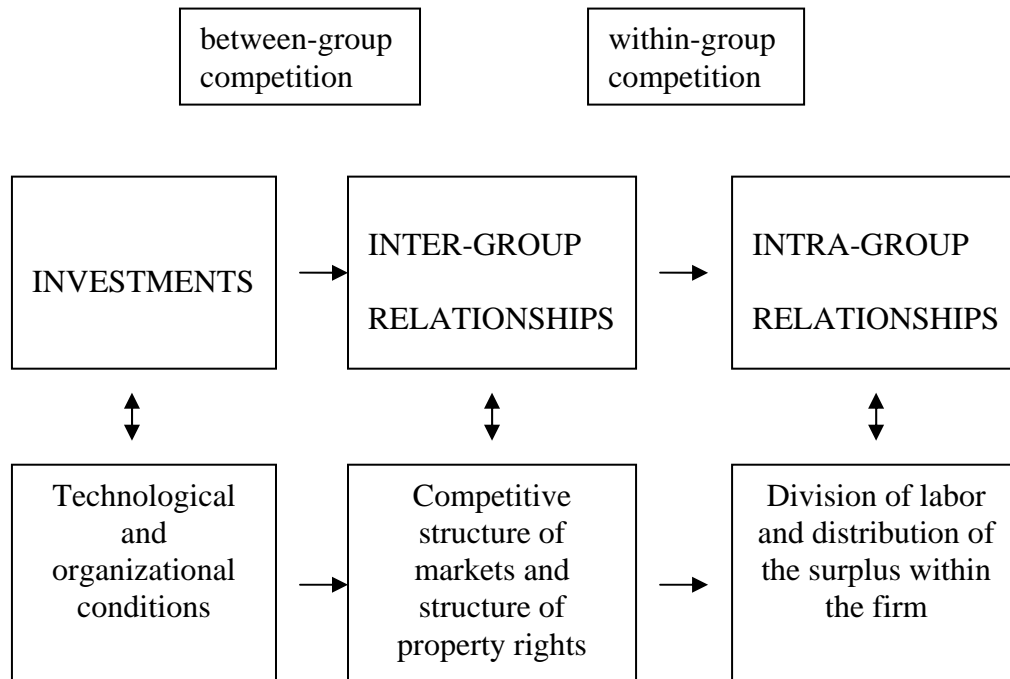 between-group
competition
within-group
competition
INVESTMENTS
INTER-GROUP
RELATIONSHIPS
INTRA-GROUP
RELATIONSHIPS
Technological
and
organizational
conditions
Competitive
structure of
markets and
structure of
property rights
Division of labor
and distribution of
the surplus within
the firm